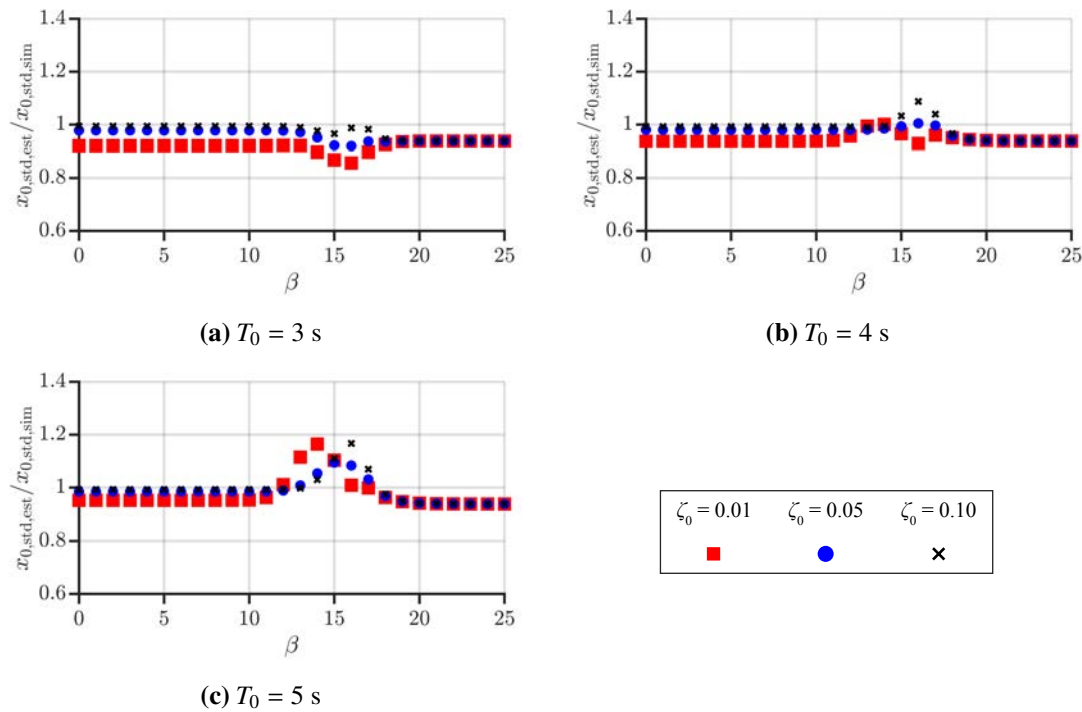 1.4
1.2
1
0.8
0.6
x0,std,est/x0,std,sim
0 5 10 15 20 25
β
(a) T0 = 3 s
1.4
1.2
1
0.8
0.6
x0,std,est/x0,std,sim
0 5 10 15 20 25
β
(b) T0 = 4 s
1.4
1.2
1
0.8
0.6
x0,std,est/x0,std,sim
0 5 10 15 20 25
β
(c) T0 = 5 s
ζ0 = 0.01 ζ0 = 0.05 ζ0 = 0.10